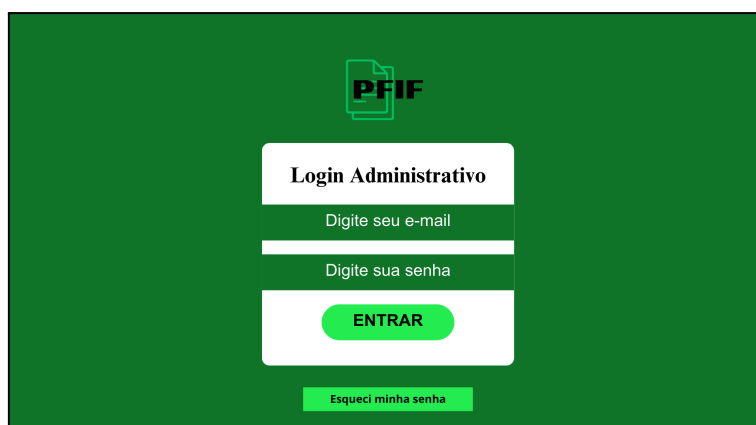 PFIF
Login Administrativo
Digite seu e-mail
Digite sua senha
ENTRAR
Esqueci minha senha